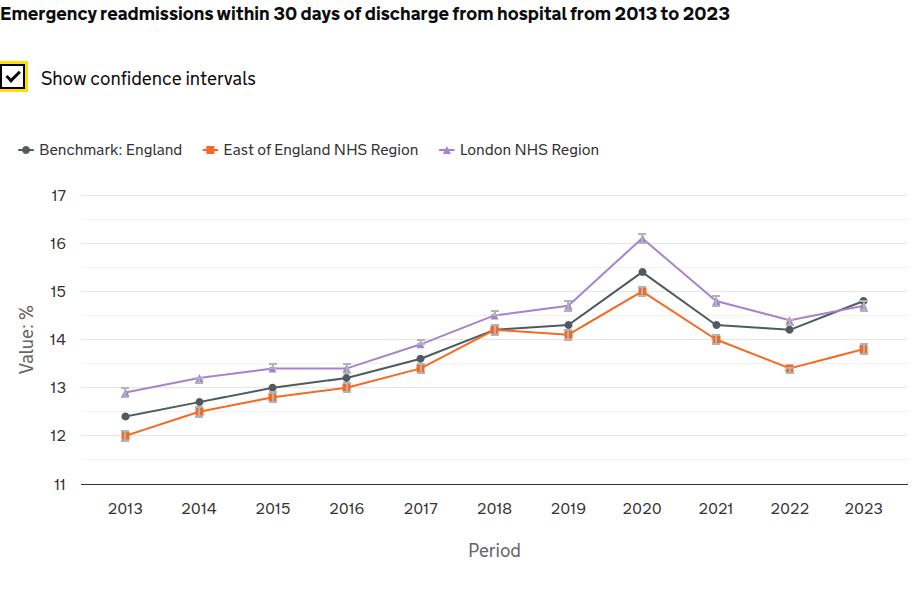 Emergency readmissions within 30 days of discharge from hospital from 2013 to 2023
Show confidence intervals
Benchmark: England East of England NHS Region London NHS Region
17
16
15
14
13
12
11
Value: %
2013 2014 2015 2016 2017 2018 2019 2020 2021 2022 2023
Period